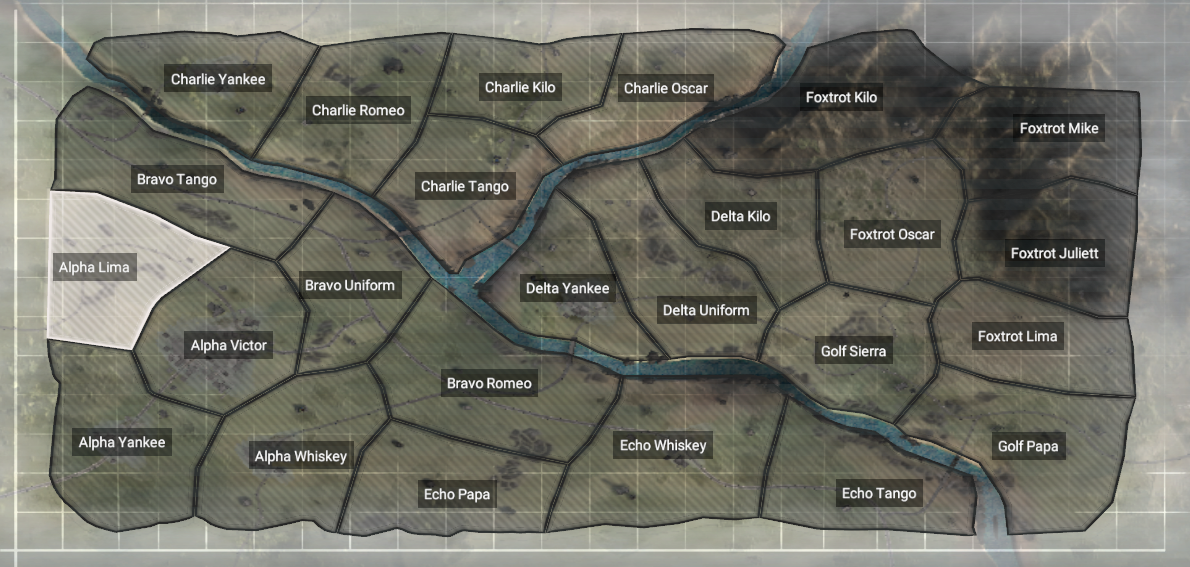 Charlie Yankee
Charlie Romeo
Charlie Kilo
Charlie Oscar
Foxtrot Kilo
Foxtrot Mike
Bravo Tango
Charlie Tango
Delta Kilo
Foxtrot Oscar
Foxtrot Juliett
Alpha Lima
Bravo Uniform
Delta Yankee
Delta Uniform
Foxtrot Lima
Alpha Victor
Golf Sierra
Bravo Romeo
Alpha Yankee
Alpha Whiskey
Echo Whiskey
Golf Papa
Echo Papa
Echo Tango